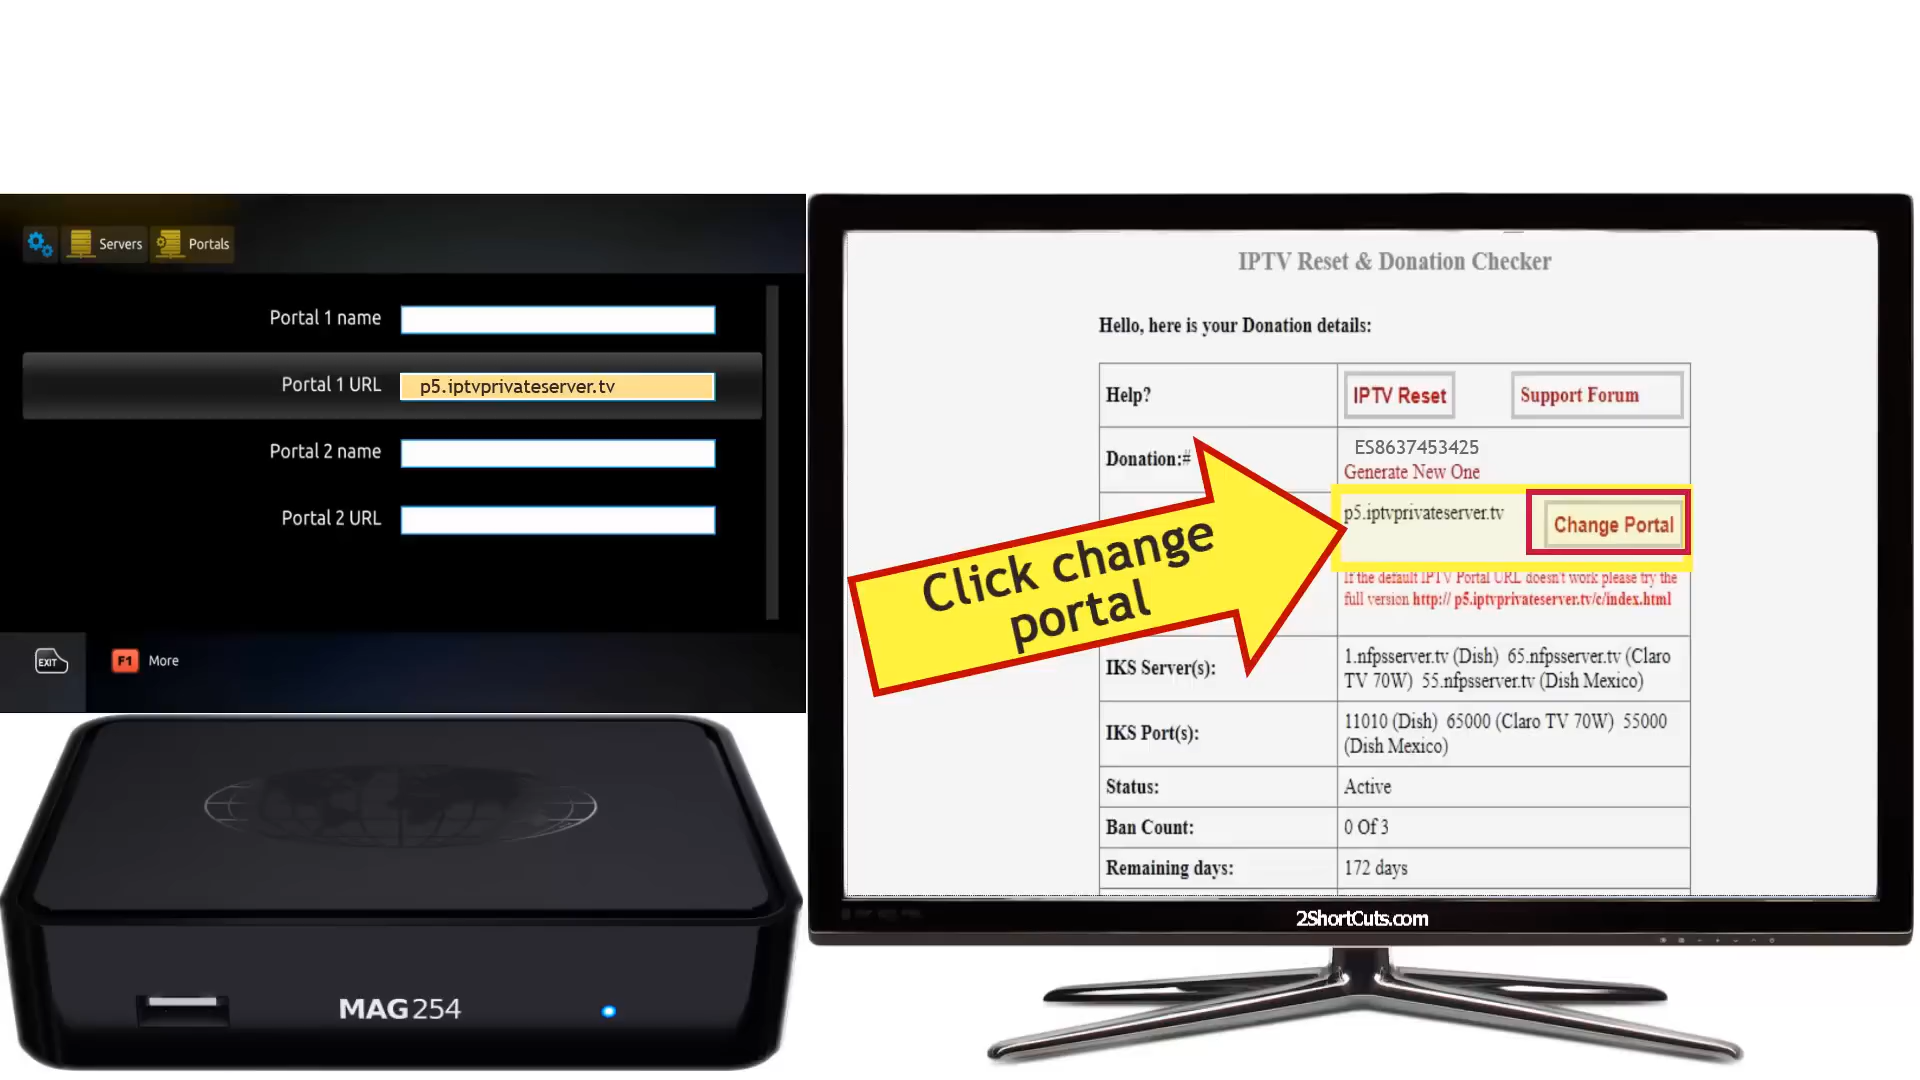 Servers
Portals
Portal 1 name
Portal 1 URL
p5.iptvprivateserver.tv
Portal 2 name
Portal 2 URL
EXIT
F1
More
MAG254
IPTV Reset & Donation Checker
Hello, here is your Donation details:
Help?
IPTV Reset
Support Forum
Donation:#
ES8637453425
Generate New One
p5.iptvprivateserver.tv
Change Portal
Click change
portal
If the default IPTV Portal URL doesn't work please try the
full version http:// p5.iptvprivateserver.tv/c/index.html
IKS Server(s):
1.nfpsserver.tv (Dish) 65.nfpsserver.tv (Claro
TV 70W) 55.nfpsserver.tv (Dish Mexico)
IKS Port(s):
11010 (Dish) 65000 (Claro TV 70W) 55000
(Dish Mexico)
Status:
Active
Ban Count:
0 Of 3
Remaining days:
172 days
2ShortCuts.com